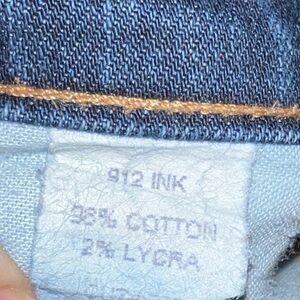 912 INK
98% COTTON
2% LYCRA